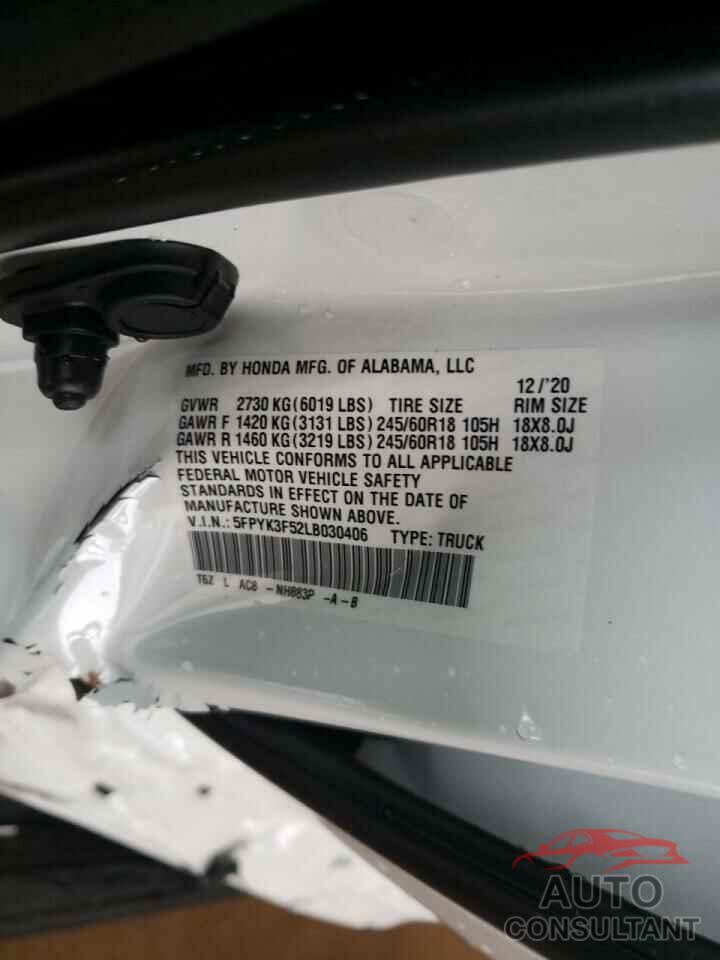 MFD. BY HONDA MFG. OF ALABAMA, LLC
12/'20
GVWR 2730 KG(6019 LBS) TIRE SIZE RIM SIZE
GAWR F 1420 KG(3131 LBS)245/60R18 105H 18X8.0J
GAWR R 1460 KG(3219 LBS)245/60R18 105H 18X8.0J
THIS VEHICLE CONFORMS TO ALL APPLICABLE
FEDERAL MOTOR VEHICLE SAFETY
STANDARDS IN EFFECT ON THE DATE OF
MANUFACTURE SHOWN ABOVE.
V.I.N.: 5FPYK3F52LB030406 TYPE: TRUCK
T6Z L AC8 -NH883P -A-B
AUTO
CONSULTANT